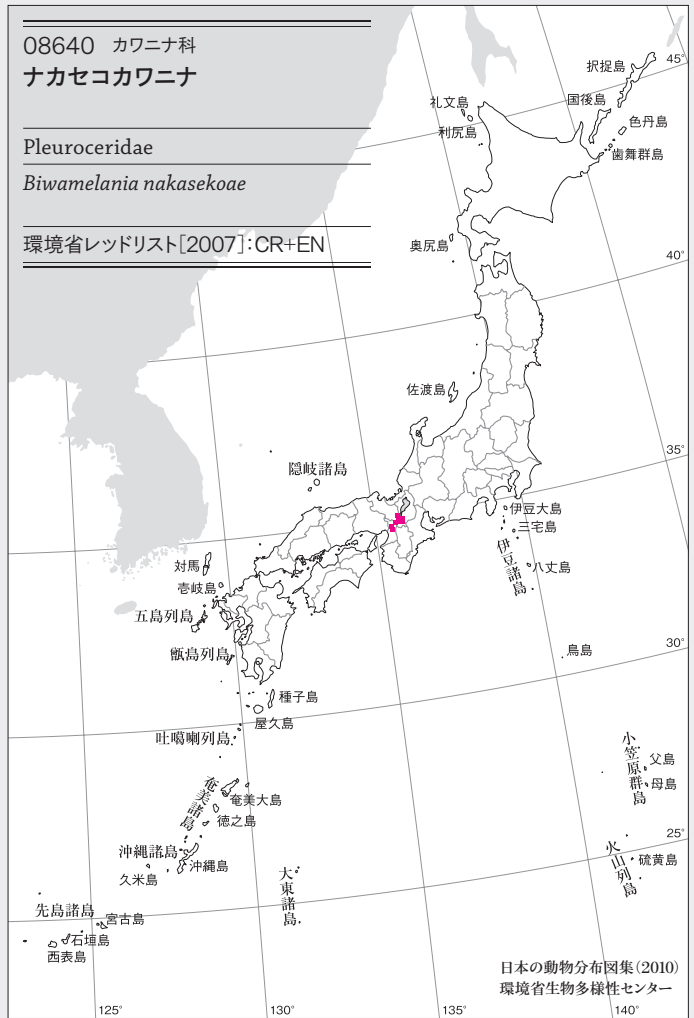 08640 カワニナ科
ナカセコカワニナ
Pleuroceridae
Biwamelania nakasekoae
環境省レッドリスト[2007]:CR+EN
択捉島
45°
礼文島
国後島
利尻島
色丹島
歯舞群島
奥尻島
40°
佐渡島
35°
隠岐諸島
伊豆大島
三宅島
伊豆諸島
八丈島
対馬
壱岐島
五島列島
甑島列島
鳥島
30°
種子島
屋久島
吐噶喇列島
小笠原群島
父島
母島
奄美諸島
奄美大島
徳之島
25°
沖縄諸島
沖縄島
久米島
火山列島
硫黄島
大東諸島
先島諸島
宮古島
石垣島
西表島
日本の動物分布図集(2010)
環境省生物多様性センター
125°
130°
135°
140°